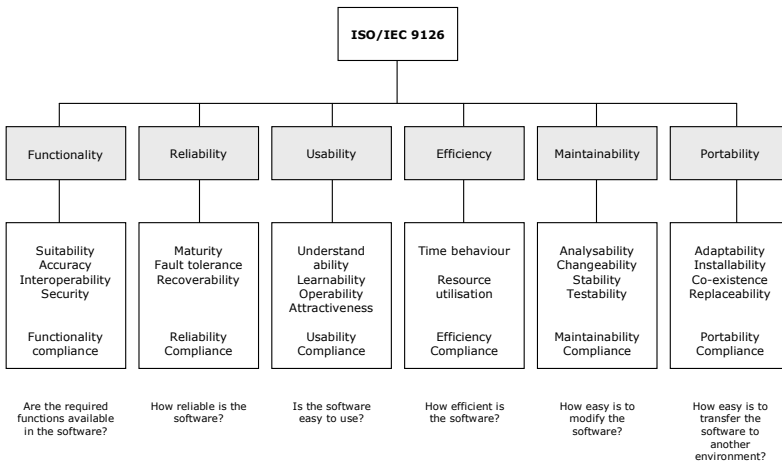 ISO/IEC 9126
Functionality
Reliability
Usability
Efficiency
Maintainability
Portability
Suitability
Accuracy
Interoperability
Security
Functionality
compliance
Maturity
Fault tolerance
Recoverability
Reliability
Compliance
Understand
ability
Learnability
Operability
Attractiveness
Usability
Compliance
Time behaviour
Resource
utilisation
Efficiency
Compliance
Analysability
Changeability
Stability
Testability
Maintainability
Compliance
Adaptability
Installability
Co-existence
Replaceability
Portability
Compliance
Are the required
functions available
in the software?
How reliable is the
software?
Is the software
easy to use?
How efficient is
the software?
How easy is to
modify the
software?
How easy is to
transfer the
software to
another
environment?